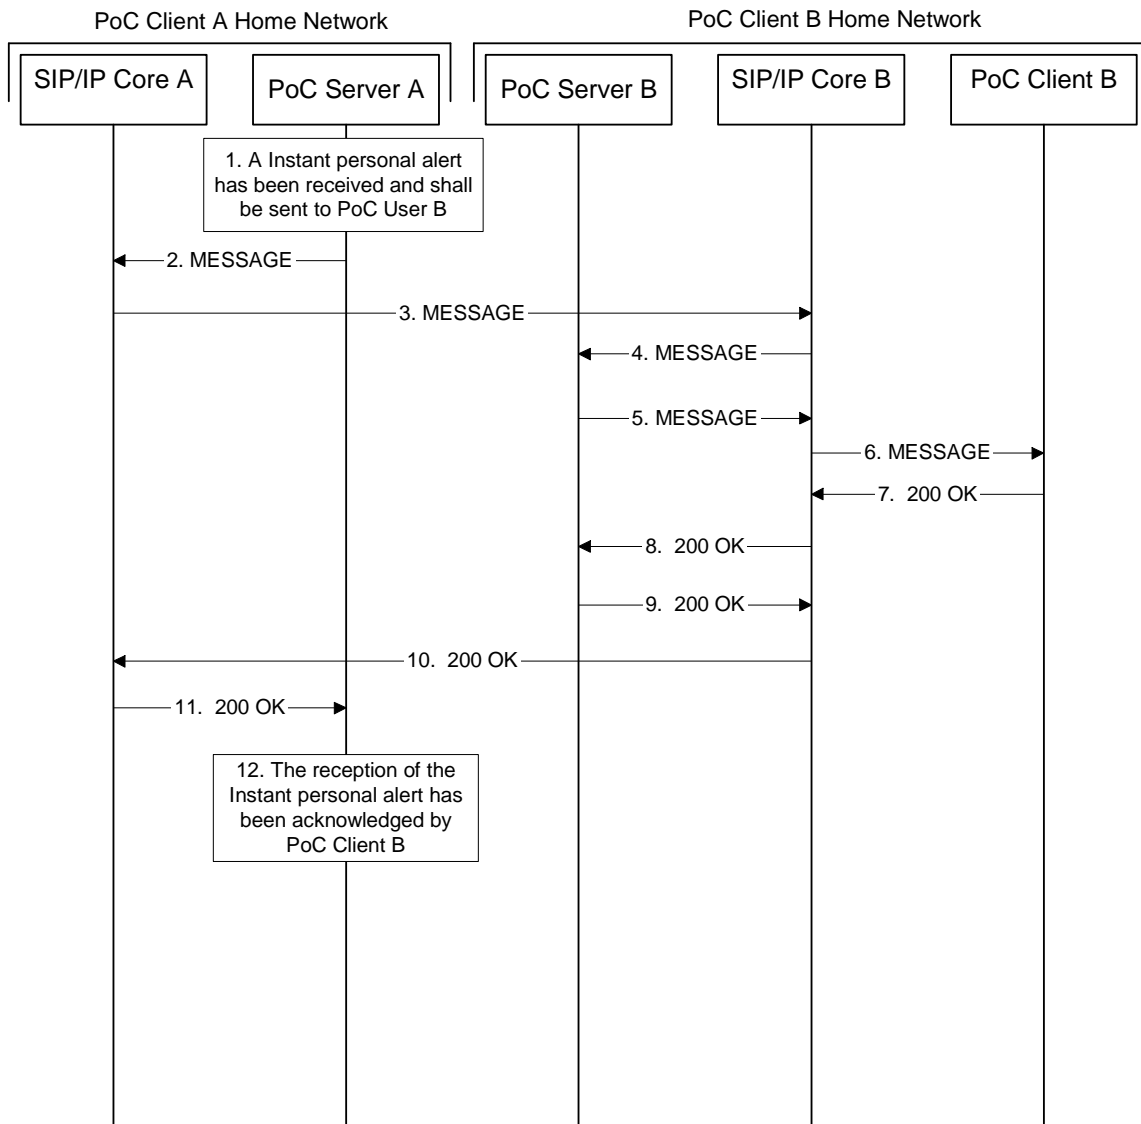 PoC Client A Home Network
PoC Client B Home Network
SIP/IP Core A
PoC Server A
PoC Server B
SIP/IP Core B
PoC Client B
1. A Instant personal alert
has been received and shall
be sent to PoC User B
2. MESSAGE
3. MESSAGE
4. MESSAGE
5. MESSAGE
6. MESSAGE
7. 200 OK
8. 200 OK
9. 200 OK
10. 200 OK
11. 200 OK
12. The reception of the
Instant personal alert has
been acknowledged by
PoC Client B